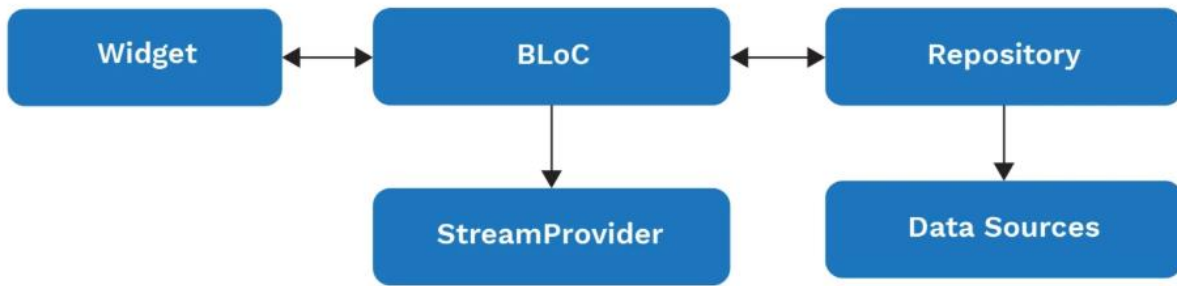 Widget
BLoC
Repository
StreamProvider
Data Sources